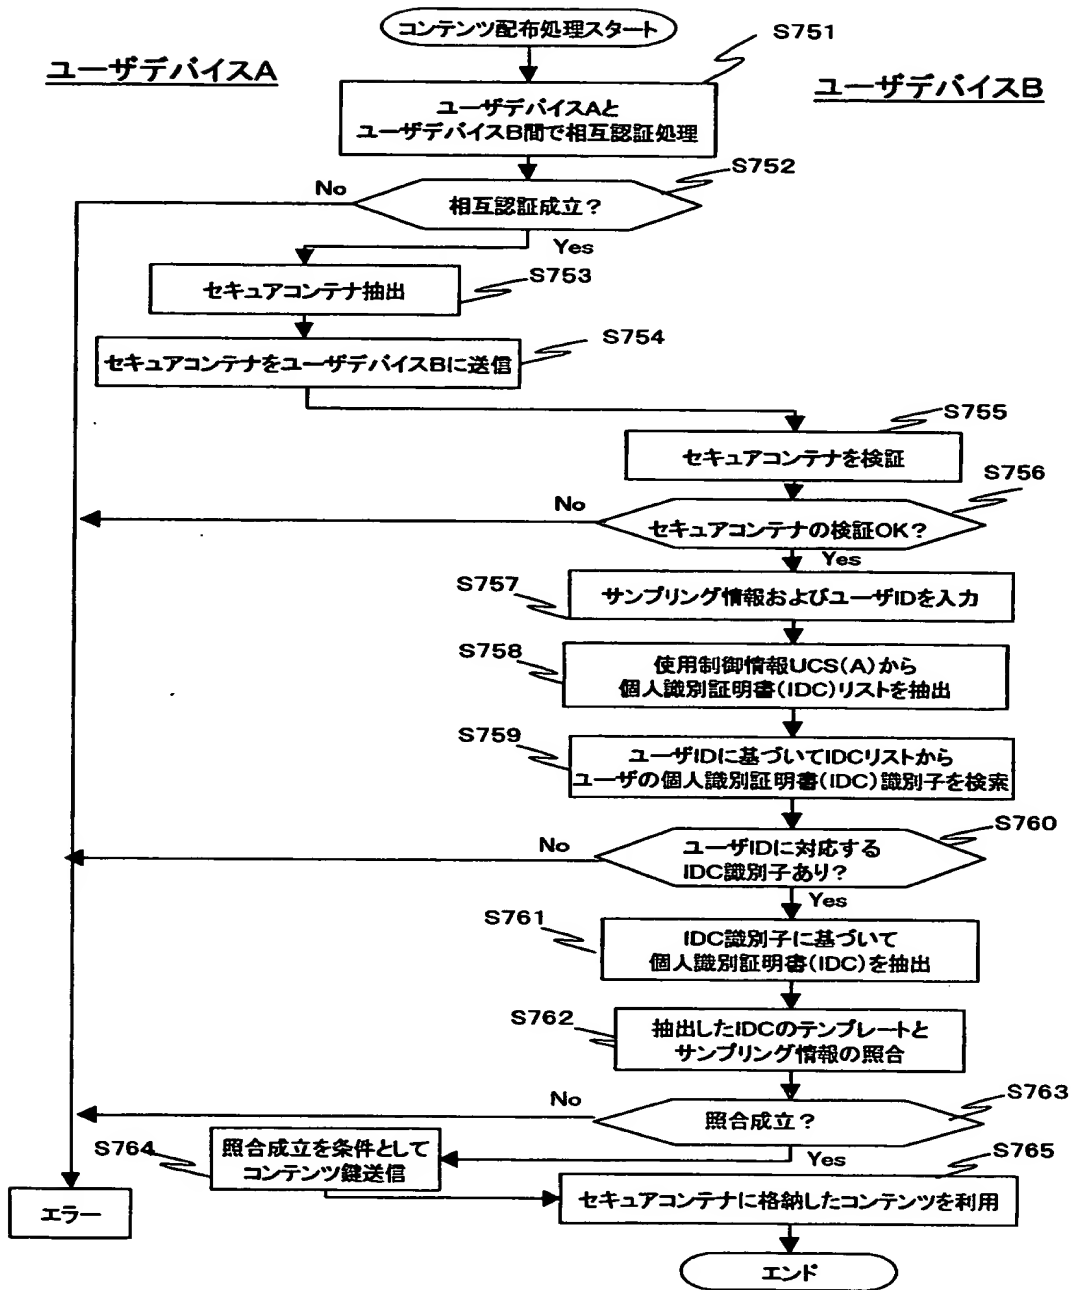 コンテンツ配布処理スタート
S751
ユーザデバイスA
ユーザデバイスB
ユーザデバイスAと
ユーザデバイスB間で相互認証処理
S752
No
相互認証成立？
Yes
S753
セキュアコンテナ抽出
S754
セキュアコンテナをユーザデバイスBに送信
S755
セキュアコンテナを検証
S756
No
セキュアコンテナの検証OK？
Yes
S757
サンプリング情報およびユーザIDを入力
S758
使用制御情報UCS(A)から
個人識別証明書(IDC)リストを抽出
S759
ユーザIDに基づいてIDCリストから
ユーザの個人識別証明書(IDC)識別子を検索
S760
No
ユーザIDに対応する
IDC識別子あり？
Yes
S761
IDC識別子に基づいて
個人識別証明書(IDC)を抽出
S762
抽出したIDCのテンプレートと
サンプリング情報の照合
S763
No
照合成立？
Yes
S764
照合成立を条件として
コンテンツ鍵送信
S765
セキュアコンテナに格納したコンテンツを利用
エラー
エンド